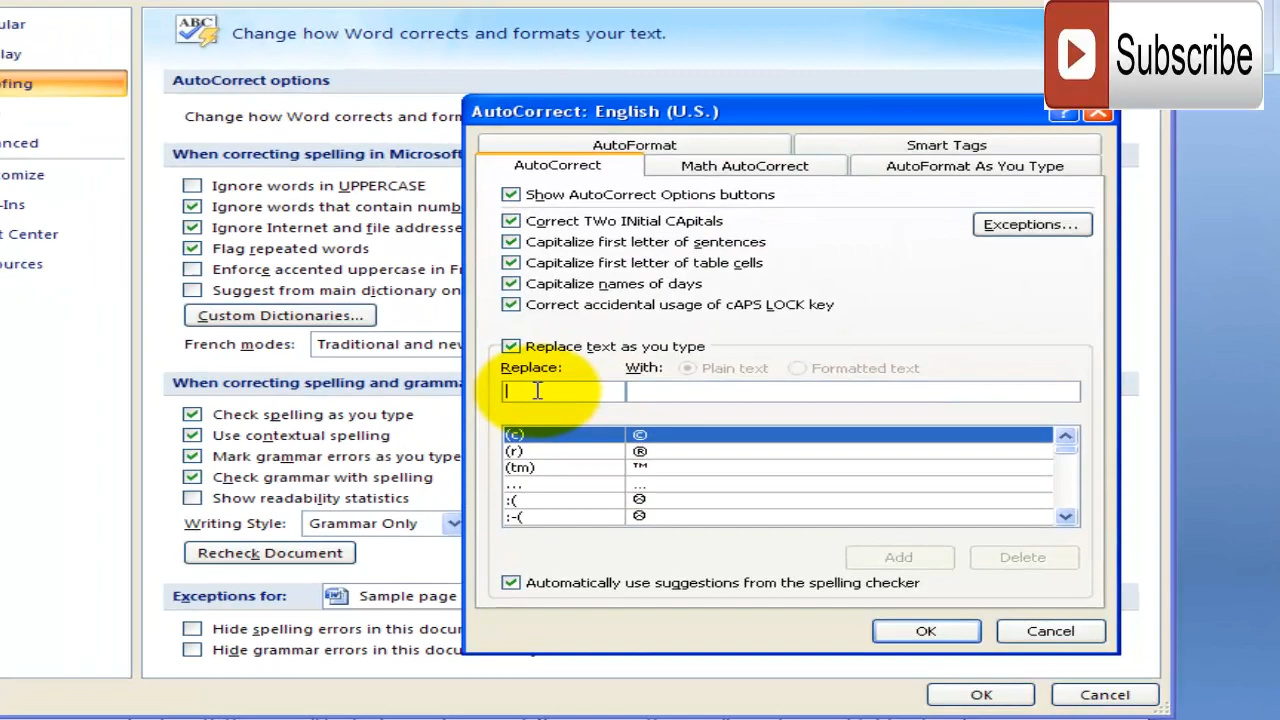 ular
ABC
Change how Word corrects and formats your text.
Subscribe
lay
fing
AutoCorrect options
Change how Word corrects and form
AutoCorrect: English (U.S.)
?
AutoFormat
Smart Tags
anced
When correcting spelling in Microsoft
AutoCorrect
Math AutoCorrect
AutoFormat As You Type
omize
Ignore words in UPPERCASE
Show AutoCorrect Options buttons
-Ins
Ignore words that contain numb
Correct TWo INitial CApitals
Exceptions...
Ignore Internet and file addresse
t Center
Flag repeated words
Capitalize first letter of sentences
ources
Enforce accented uppercase in Fr
Capitalize first letter of table cells
Suggest from main dictionary on
Capitalize names of days
Custom Dictionaries...
Correct accidental usage of cAPS LOCK key
French modes:
Traditional and new
Replace text as you type
Replace:
With:
Plain text
Formatted text
When correcting spelling and gramma
Check spelling as you type
Use contextual spelling
(c) ©
Mark grammar errors as you type
(r) ®
Check grammar with spelling
(tm) ™
... ...
Show readability statistics
:( ☹
:-( ☹
Writing Style:
Grammar Only
Recheck Document
Add
Delete
Automatically use suggestions from the spelling checker
Exceptions for:
Sample page
Hide spelling errors in this docu
OK
Cancel
Hide grammar errors in this docu
OK
Cancel